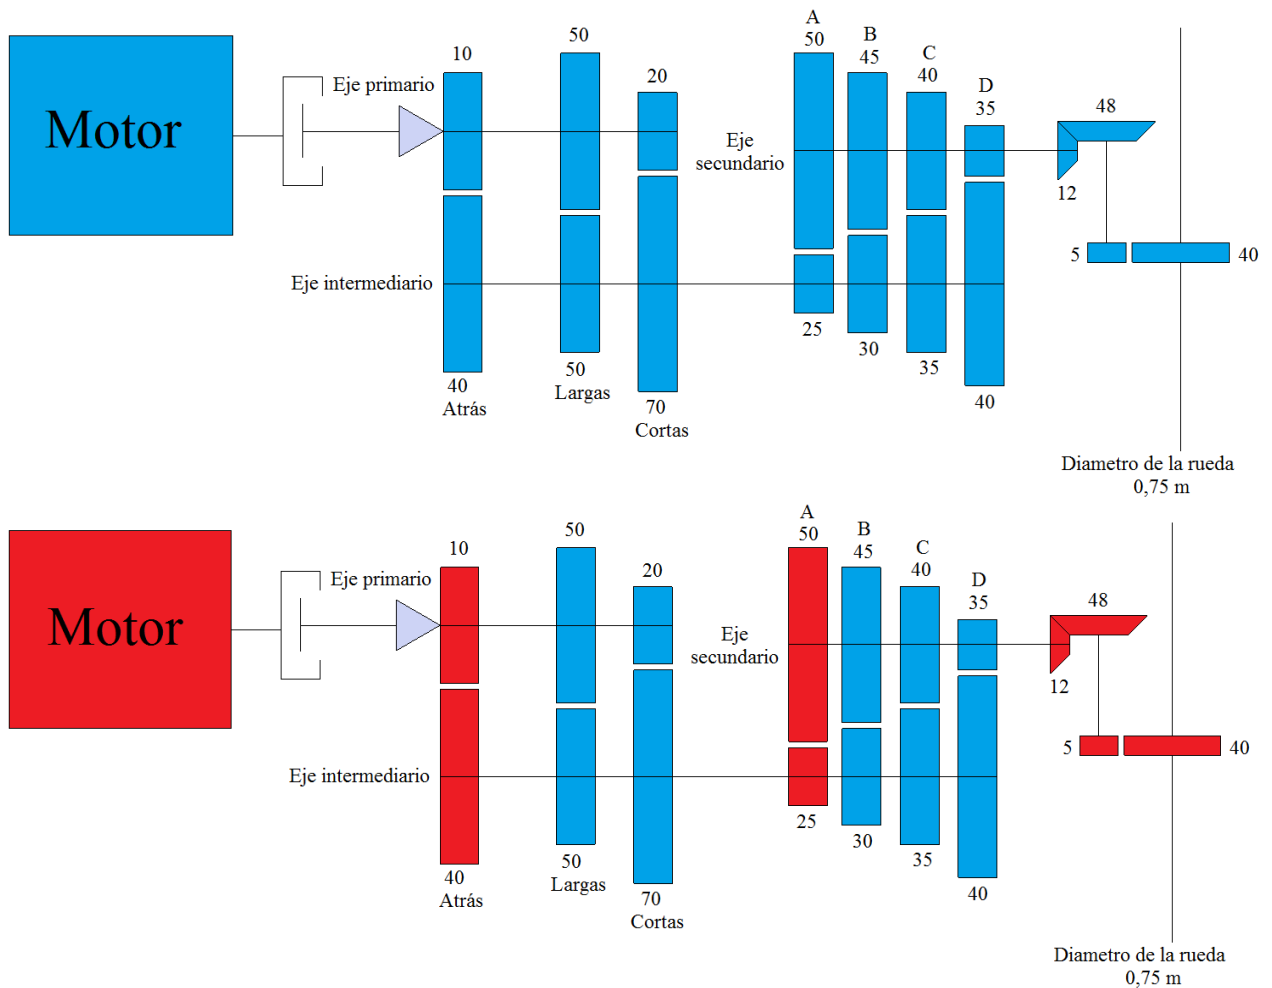 Motor
Eje primario
10
50
20
Eje
secundario
A
50
B
45
C
40
D
35
48
12
5
40
Eje intermediario
40
Atrás
50
Largas
70
Cortas
25
30
35
40
Diametro de la rueda
0,75 m
Motor
Eje primario
10
50
20
Eje
secundario
A
50
B
45
C
40
D
35
48
12
5
40
Eje intermediario
40
Atrás
50
Largas
70
Cortas
25
30
35
40
Diametro de la rueda
0,75 m